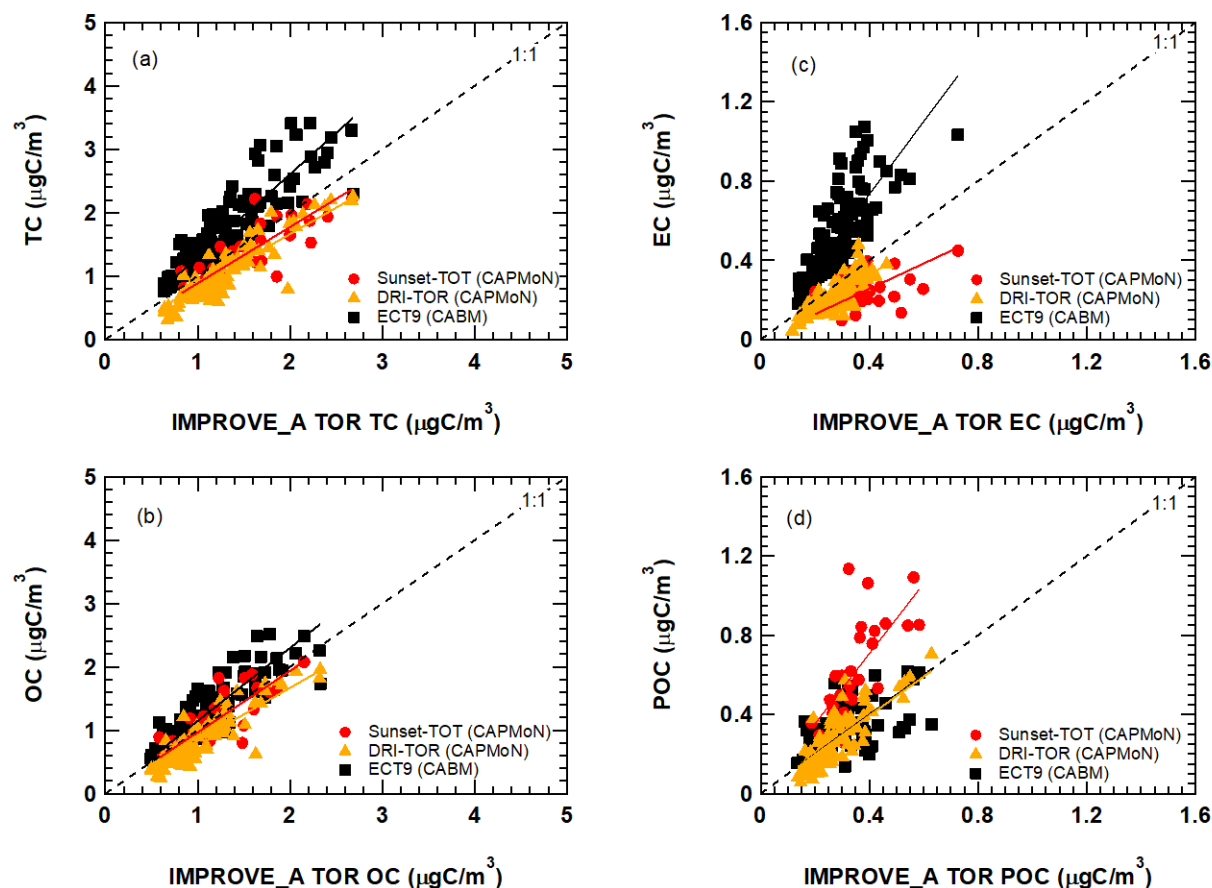 5
4
3
2
1
0
TC (μgC/m³)
(a)
1:1
Sunset-TOT (CAPMoN)
DRI-TOR (CAPMoN)
ECT9 (CABM)
0 1 2 3 4 5
IMPROVE_A TOR TC (μgC/m³)
1.6
1.2
0.8
0.4
0
EC (μgC/m³)
(c)
1:1
Sunset-TOT (CAPMoN)
DRI-TOR (CAPMoN)
ECT9 (CABM)
0 0.4 0.8 1.2 1.6
IMPROVE_A TOR EC (μgC/m³)
5
4
3
2
1
0
OC (μgC/m³)
(b)
1:1
Sunset-TOT (CAPMoN)
DRI-TOR (CAPMoN)
ECT9 (CABM)
0 1 2 3 4 5
IMPROVE_A TOR OC (μgC/m³)
1.6
1.2
0.8
0.4
0
POC (μgC/m³)
(d)
1:1
Sunset-TOT (CAPMoN)
DRI-TOR (CAPMoN)
ECT9 (CABM)
0 0.4 0.8 1.2 1.6
IMPROVE_A TOR POC (μgC/m³)